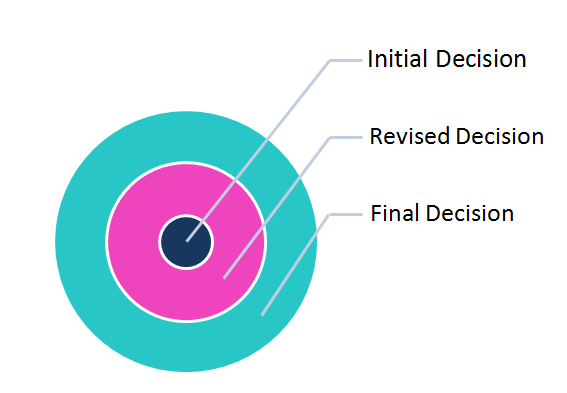 Initial Decision
Revised Decision
Final Decision